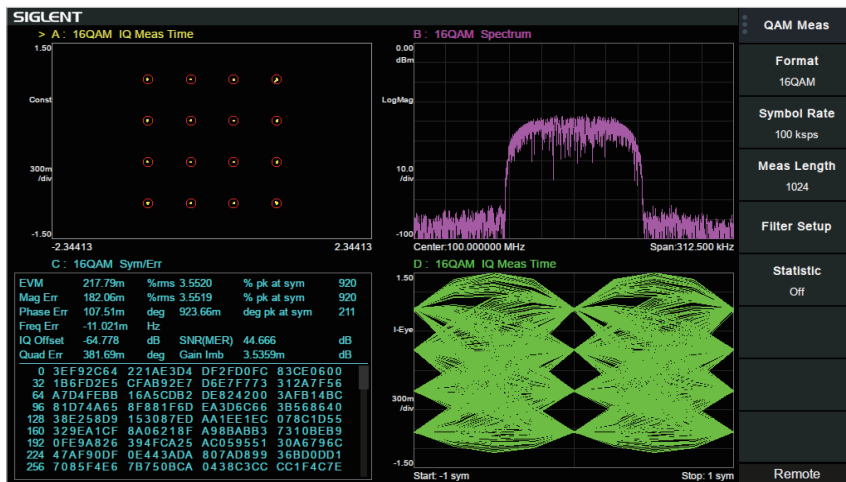 SIGLENT
> A : 16QAM IQ Meas Time
1.50
Const
300m
/div
-1.50
-2.34413 2.34413
B : 16QAM Spectrum
0.00
dBm
LogMag
10.0
/div
-100
Center:100.000000 MHz Span:312.500 kHz
C : 16QAM Sym/Err
EVM 217.79m %rms 3.5520 % pk at sym 920
Mag Err 182.06m %rms 3.5519 % pk at sym 920
Phase Err 107.51m deg 923.66m deg pk at sym 211
Freq Err -11.021m Hz
IQ Offset -64.778 dB SNR(MER) 44.666 dB
Quad Err 381.69m deg Gain Imb 3.5359m dB
0 3EF92C64 221AE3D4 DF2FD0FC 83CE0600
32 1B6FD2E5 CFAB92E7 D6E7F773 312A7F56
64 A7D4FEBB 16A5CDB2 DE824200 3AFB14BC
96 81D74A65 8F881F6D EA3D6C66 3B568640
128 38E258D9 153087ED AA1EE1EC 078C1D55
160 329EA1CF 8A06218F A98BABB3 7310BEB9
192 0FE9A826 394FCA25 AC059551 30A6796C
224 47AF90DF 0E443ADA 807AD899 36BD0DD1
256 7085F4E6 7B750BCA 0438C3CC CC1F4C7E
D : 16QAM IQ Meas Time
1.50
I-Eye
300m
/div
-1.50
Start: -1 sym Stop: 1 sym
QAM Meas
Format
16QAM
Symbol Rate
100 ksps
Meas Length
1024
Filter Setup
Statistic
Off
Remote